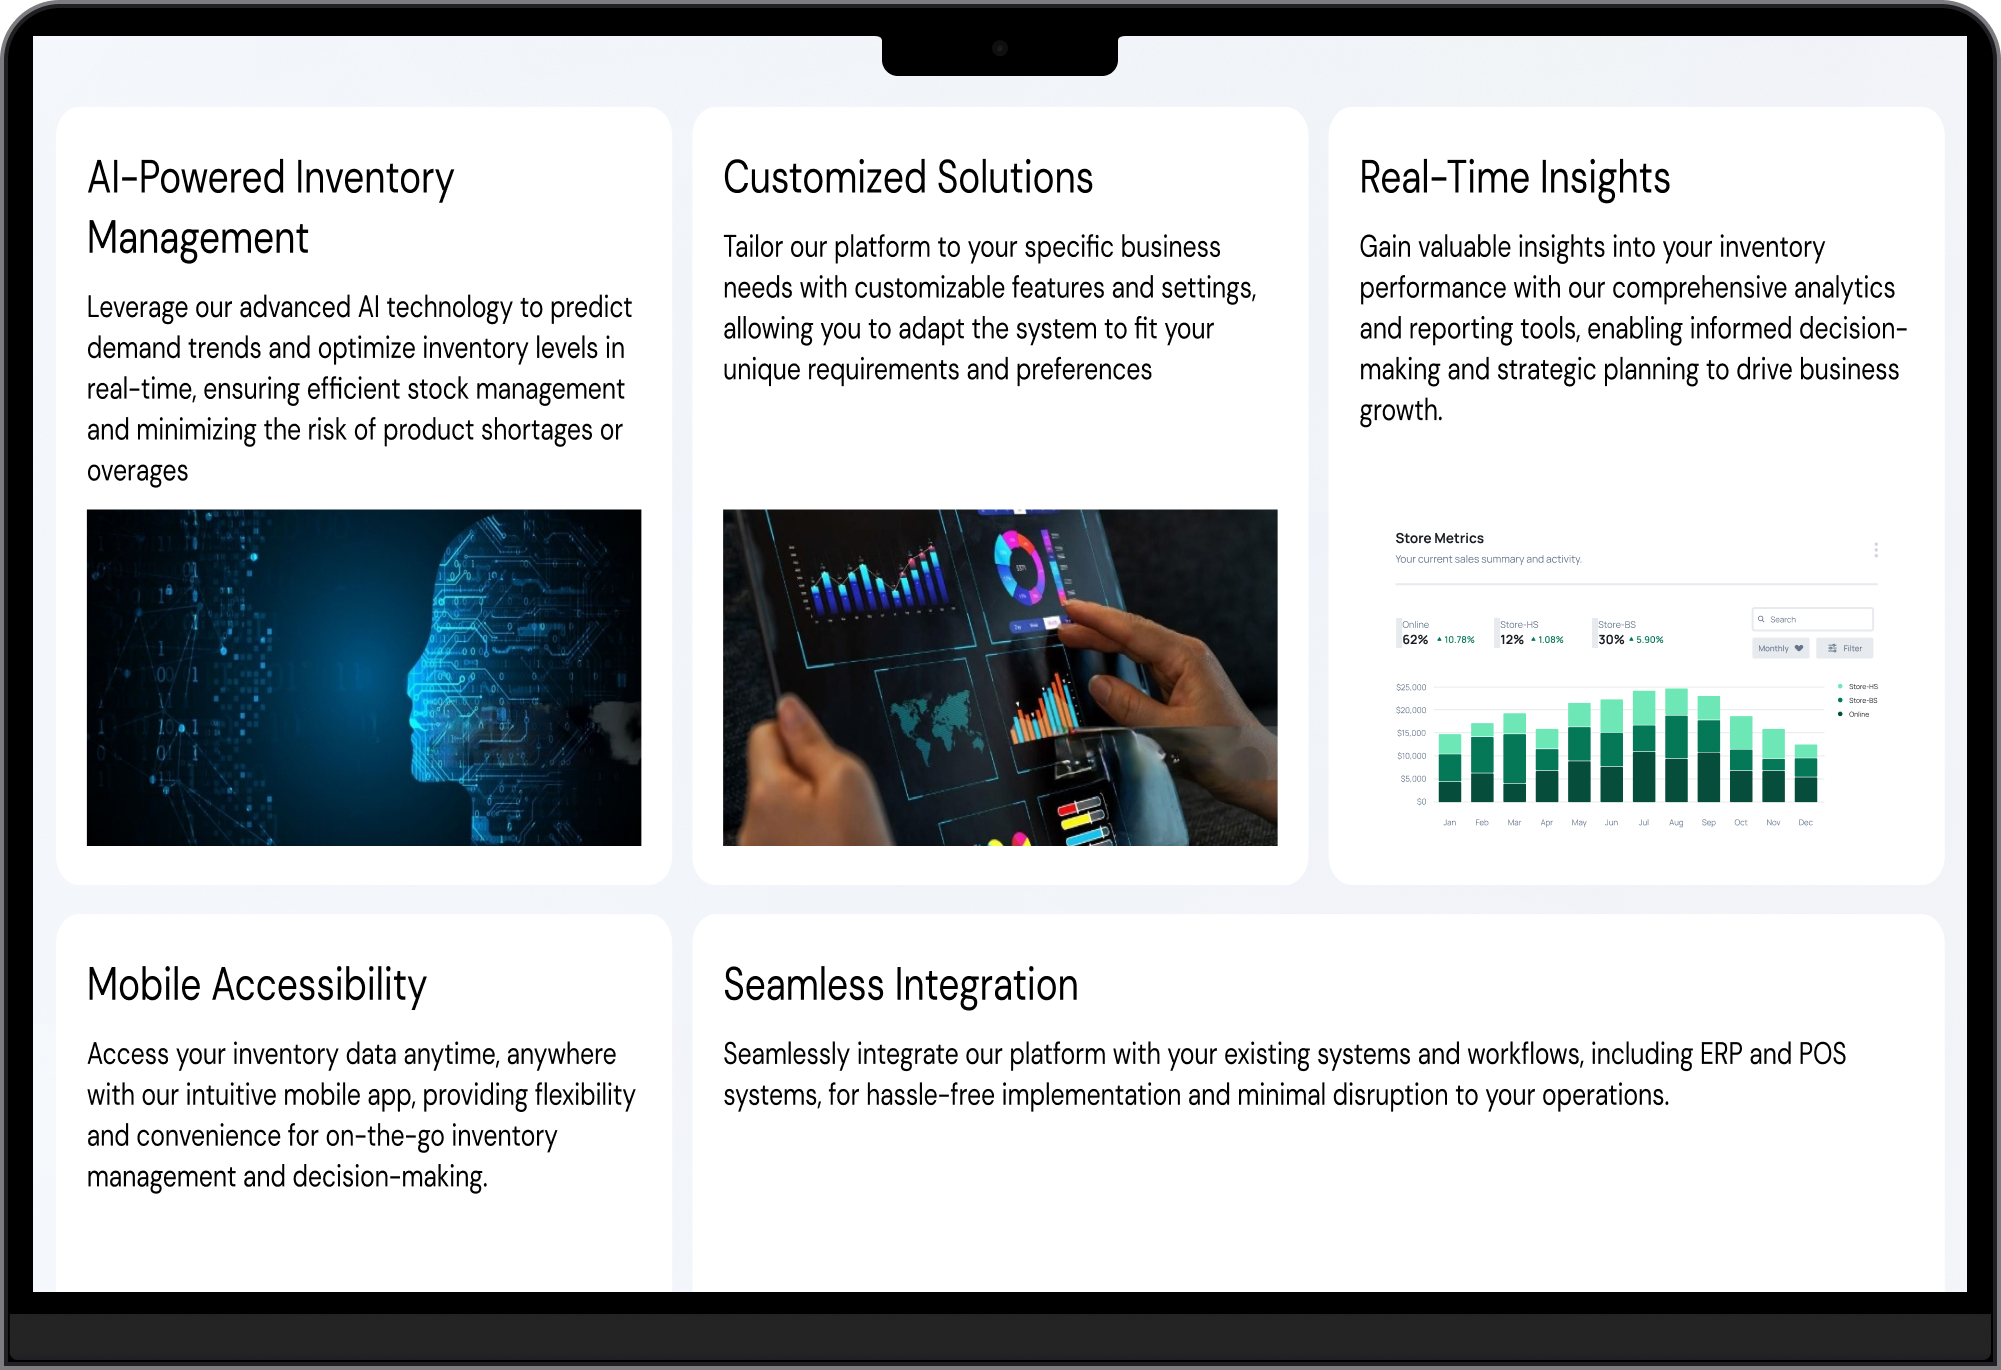 AI-Powered Inventory
Management
Leverage our advanced AI technology to predict
demand trends and optimize inventory levels in
real-time, ensuring efficient stock management
and minimizing the risk of product shortages or
overages
Customized Solutions
Tailor our platform to your specific business
needs with customizable features and settings,
allowing you to adapt the system to fit your
unique requirements and preferences
Real-Time Insights
Gain valuable insights into your inventory
performance with our comprehensive analytics
and reporting tools, enabling informed decision-
making and strategic planning to drive business
growth.
Store Metrics
Your current sales summary and activity.
Online
62% ▲ 10.78%
Store-HS
12% ▲ 1.08%
Store-BS
30% ▲ 5.90%
Search
Monthly
Filter
$25,000
$20,000
$15,000
$10,000
$5,000
$0
Jan Feb Mar Apr May Jun Jul Aug Sep Oct Nov Dec
Store-HS
Store-BS
Online
Mobile Accessibility
Access your inventory data anytime, anywhere
with our intuitive mobile app, providing flexibility
and convenience for on-the-go inventory
management and decision-making.
Seamless Integration
Seamlessly integrate our platform with your existing systems and workflows, including ERP and POS
systems, for hassle-free implementation and minimal disruption to your operations.